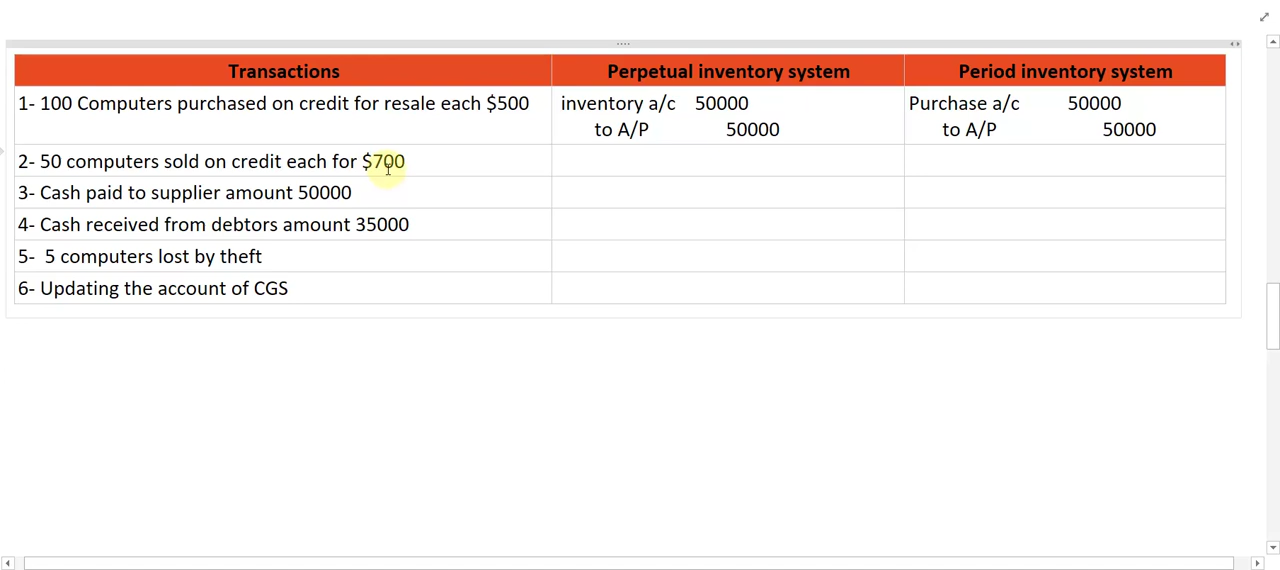 Transactions Perpetual inventory system Period inventory system
1- 100 Computers purchased on credit for resale each $500 inventory a/c 50000 Purchase a/c 50000
to A/P 50000 to A/P 50000
2- 50 computers sold on credit each for $700
3- Cash paid to supplier amount 50000
4- Cash received from debtors amount 35000
5- 5 computers lost by theft
6- Updating the account of CGS